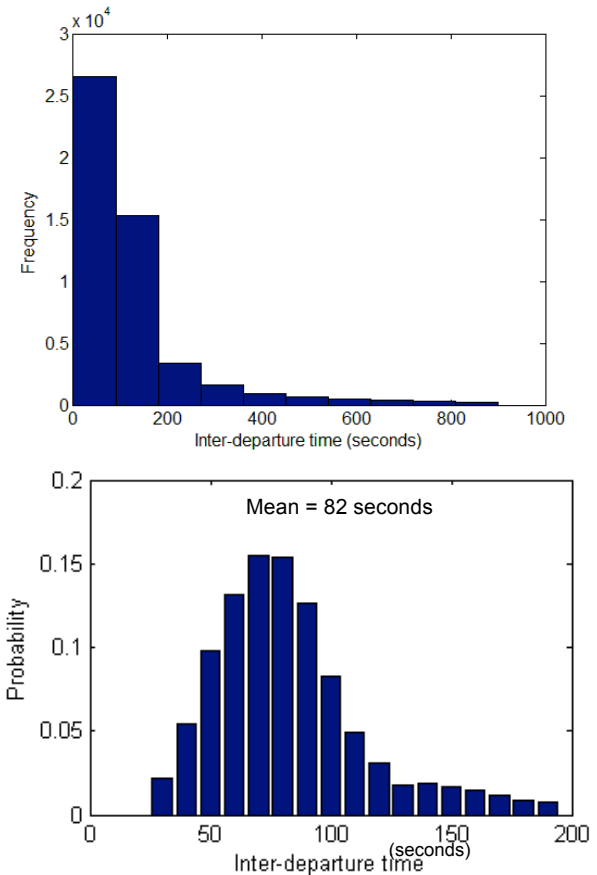 x 10^4
3
2.5
2
1.5
1
0.5
0
Frequency
0 200 400 600 800 1000
Inter-departure time (seconds)
0.2
Mean = 82 seconds
0.15
0.1
0.05
0
Probability
0 50 100 150 200
(seconds)
Inter-departure time